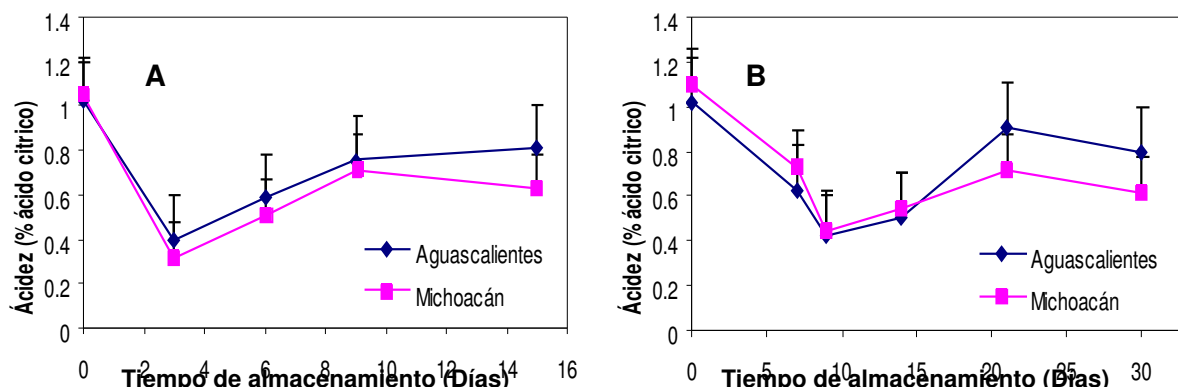 1.4
1.2
1
0.8
0.6
0.4
0.2
0
A
Ácidez (% ácido cítrico)
Aguascalientes
Michoacán
0 2 4 6 8 10 12 14 16
Tiempo de almacenamiento (Días)
1.4
1.2
1
0.8
0.6
0.4
0.2
0
B
Ácidez (% ácido cítrico)
Aguascalientes
Michoacán
0 5 10 15 20 25 30
Tiempo de almacenamiento (Días)